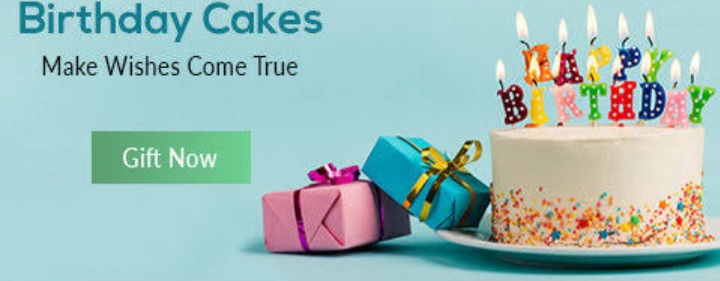 Birthday Cakes
Make Wishes Come True
Gift Now
HAPPY
BIRTHDAY